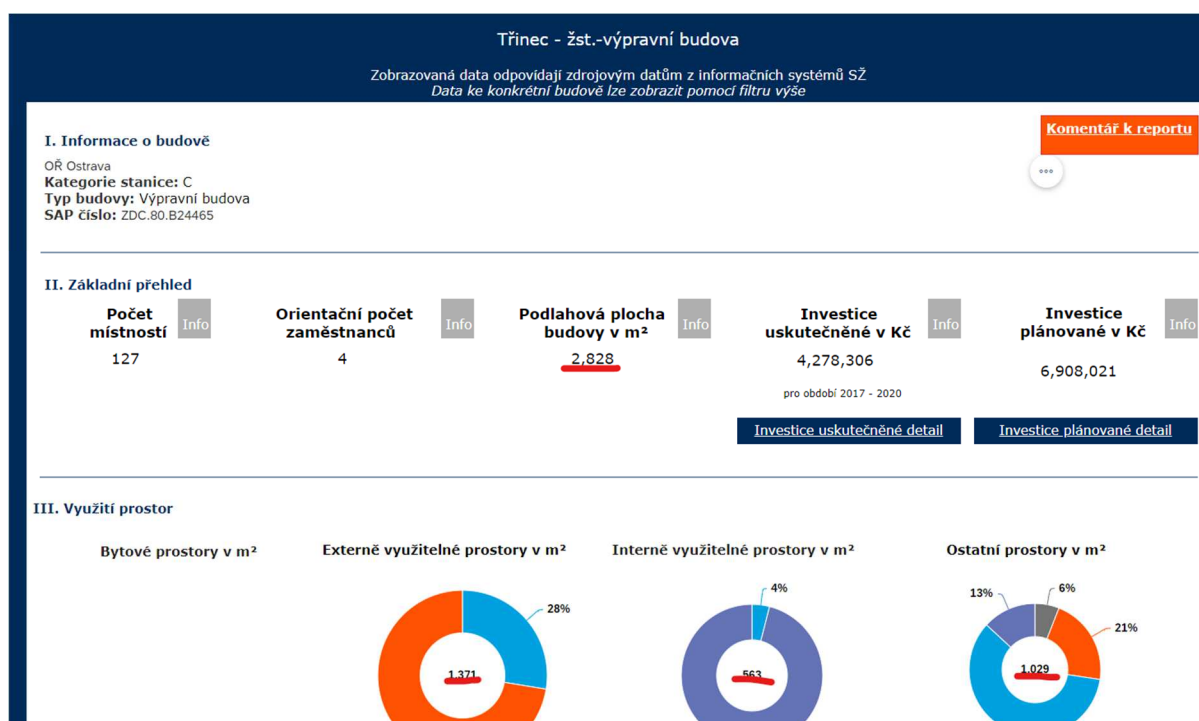 Třinec - žst.-výpravní budova
Zobrazovaná data odpovídají zdrojovým datům z informačních systémů SŽ
Data ke konkrétní budově lze zobrazit pomocí filtru výše
Komentář k reportu
I. Informace o budově
OŘ Ostrava
Kategorie stanice: C
Typ budovy: Výpravní budova
SAP číslo: ZDC.80.B24465
II. Základní přehled
Počet místností
Info
127
Orientační počet zaměstnanců
Info
4
Podlahová plocha budovy v m²
Info
2,828
Investice uskutečněné v Kč
Info
4,278,306
pro období 2017 - 2020
Investice uskutečněné detail
Investice plánované v Kč
Info
6,908,021
Investice plánované detail
III. Využití prostor
Bytové prostory v m²
Externě využitelné prostory v m²
28%
1,371
Interně využitelné prostory v m²
4%
563
Ostatní prostory v m²
13%
6%
21%
1,029